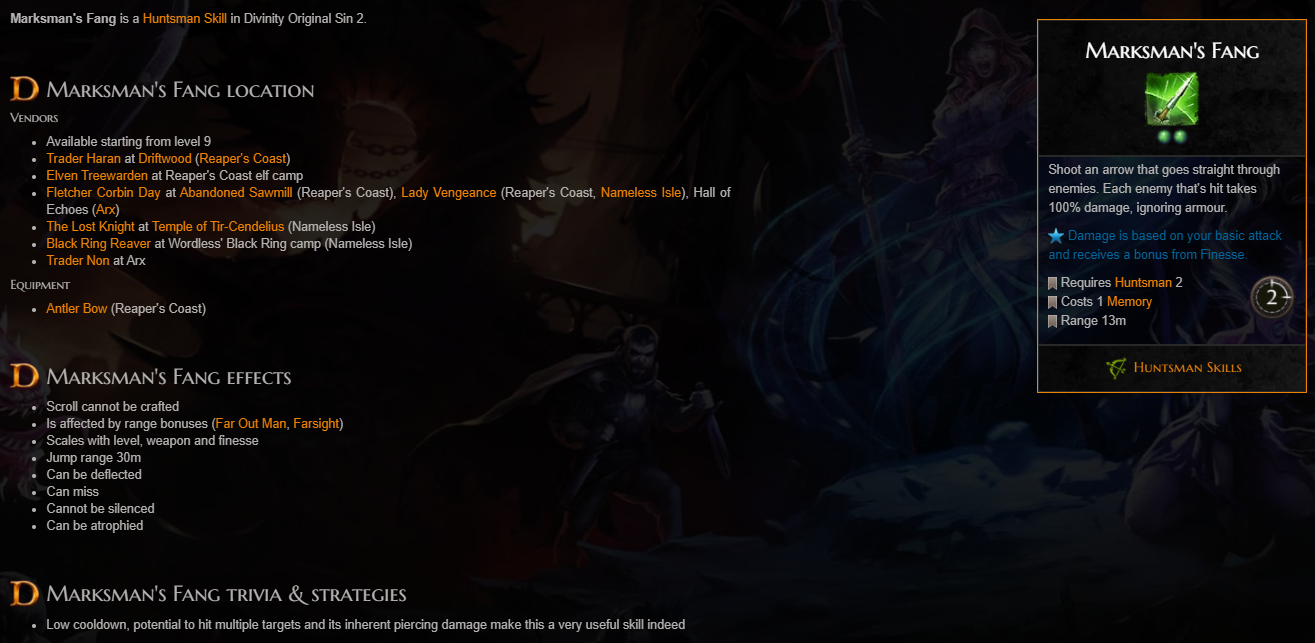 Marksman's Fang is a Huntsman Skill in Divinity Original Sin 2.
Marksman's Fang location
Vendors
Available starting from level 9
Trader Haran at Driftwood (Reaper's Coast)
Elven Treewarden at Reaper's Coast elf camp
Fletcher Corbin Day at Abandoned Sawmill (Reaper's Coast), Lady Vengeance (Reaper's Coast, Nameless Isle), Hall of
Echoes (Arx)
The Lost Knight at Temple of Tir-Cendelius (Nameless Isle)
Black Ring Reaver at Wordless' Black Ring camp (Nameless Isle)
Trader Non at Arx
Equipment
Antler Bow (Reaper's Coast)
Marksman's Fang effects
Scroll cannot be crafted
Is affected by range bonuses (Far Out Man, Farsight)
Scales with level, weapon and finesse
Jump range 30m
Can be deflected
Can miss
Cannot be silenced
Can be atrophied
Marksman's Fang trivia & strategies
Low cooldown, potential to hit multiple targets and its inherent piercing damage make this a very useful skill indeed
Marksman's Fang
Shoot an arrow that goes straight through
enemies. Each enemy that's hit takes
100% damage, ignoring armour.
Damage is based on your basic attack
and receives a bonus from Finesse.
Requires Huntsman 2
Costs 1 Memory
Range 13m
2
Huntsman Skills